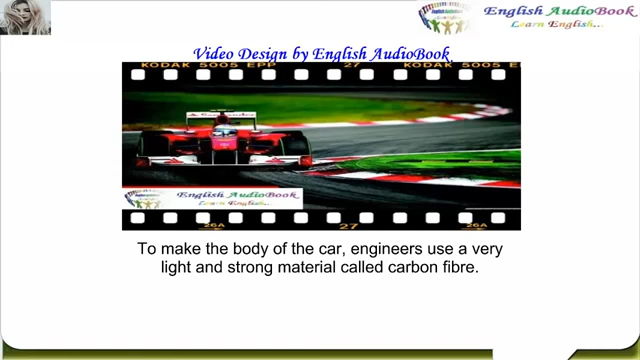 English AudioBook
Learn English...
Video Design by English AudioBook
KODAK 5005 EPP 27 KODAK 5005 E
Santander
English AudioBook
Learn English...
26A 27 26A
To make the body of the car, engineers use a very
light and strong material called carbon fibre.